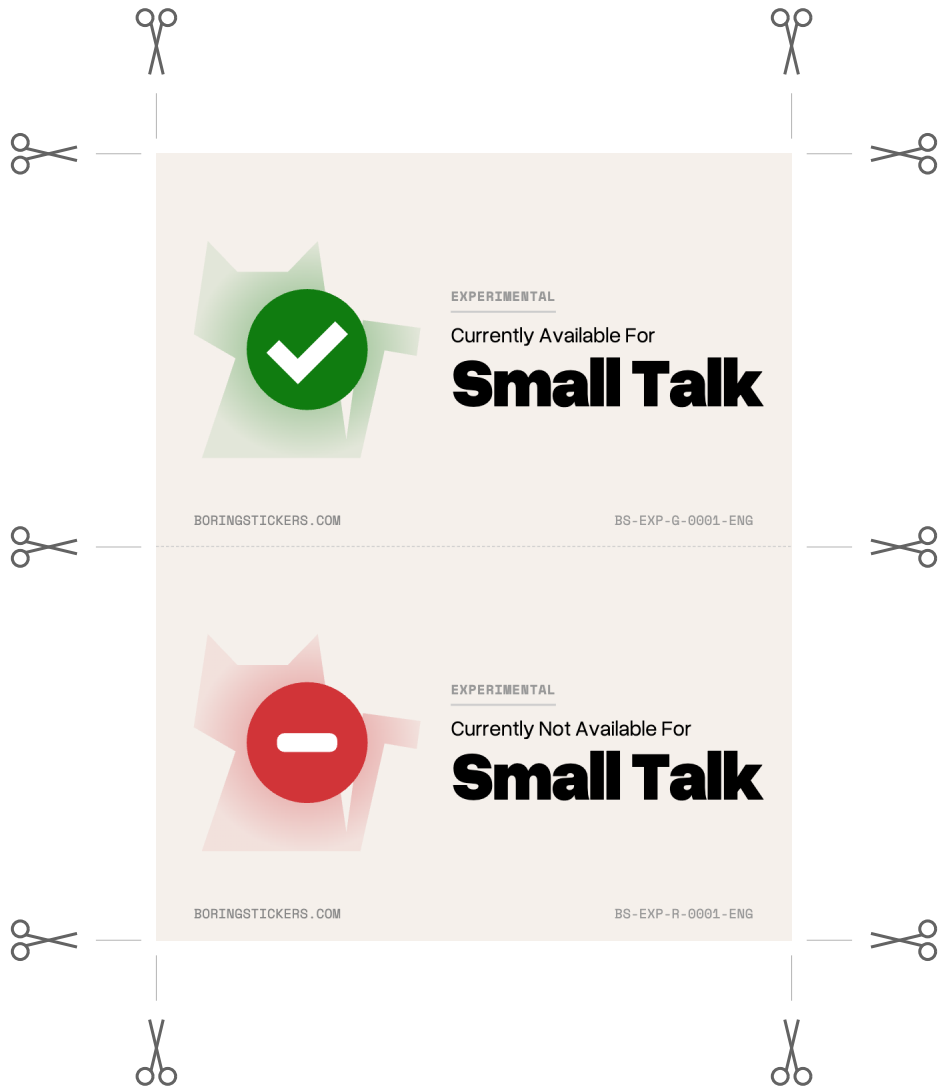 EXPERIMENTAL
Currently Available For
Small Talk
BORINGSTICKERS.COM
BS-EXP-G-0001-ENG
EXPERIMENTAL
Currently Not Available For
Small Talk
BORINGSTICKERS.COM
BS-EXP-R-0001-ENG